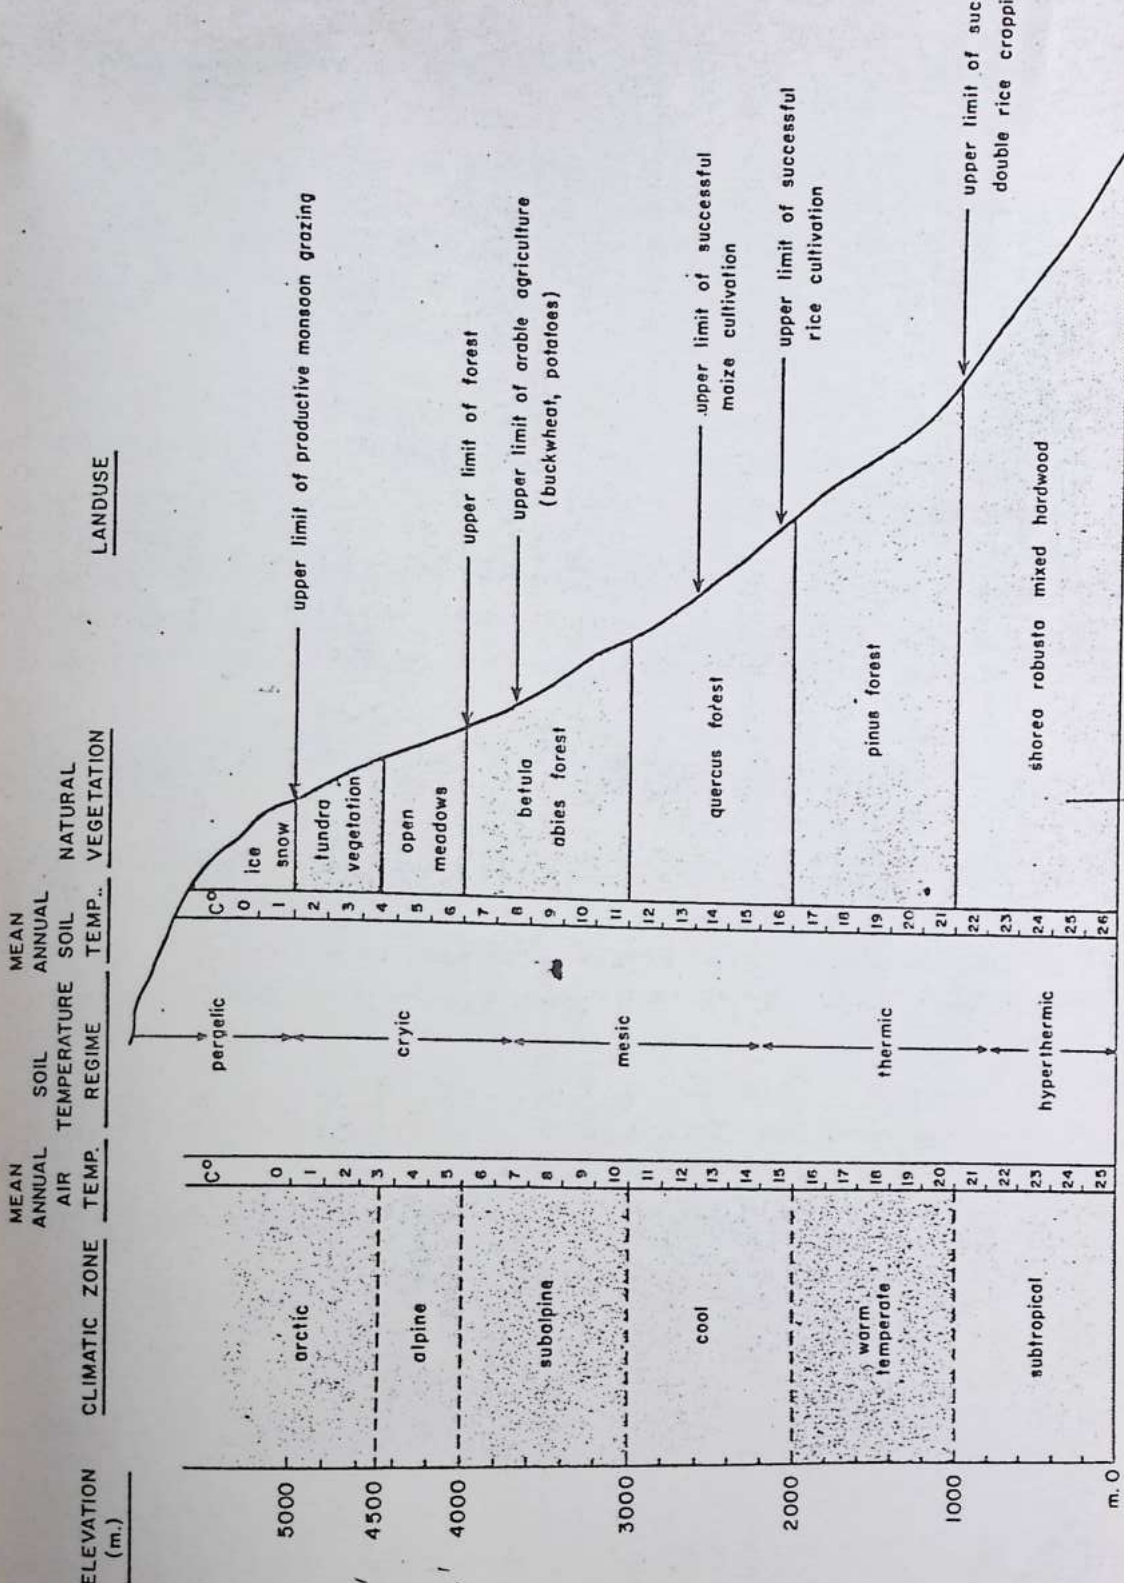 ELEVATION
(m.)
CLIMATIC ZONE
MEAN
ANNUAL
AIR
TEMP.
SOIL
TEMPERATURE
REGIME
MEAN
ANNUAL
SOIL
TEMP..
NATURAL
VEGETATION
LANDUSE
5000
4500
4000
3000
2000
1000
m. 0
arctic
alpine
subalpine
cool
warm
temperate
subtropical
C°
0
1
2
3
4
5
6
7
8
9
10
11
12
13
14
15
16
17
18
19
20
21
22
23
24
25
pergelic
cryic
mesic
thermic
hyperthermic
C°
0
1
2
3
4
5
6
7
8
9
10
11
12
13
14
15
16
17
18
19
20
21
22
23
24
25
26
ice
snow
tundra
vegetation
open
meadows
betula
abies forest
quercus forest
pinus forest
shorea robusta mixed hardwood
upper limit of productive monsoon grazing
upper limit of forest
upper limit of arable agriculture
(buckwheat, potatoes)
upper limit of successful
maize cultivation
upper limit of successful
rice cultivation
upper limit of suc
double rice croppi